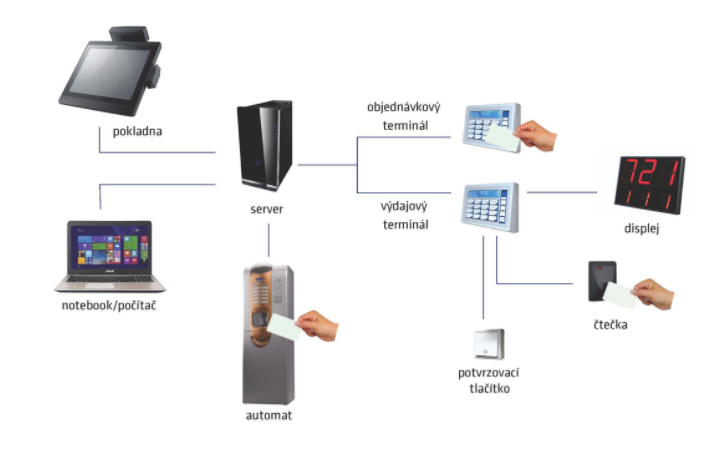 pokladna
objednávkový
terminál
server
výdajový
terminál
721
111
displej
notebook/počítač
čtečka
potvrzovací
tlačítko
automat